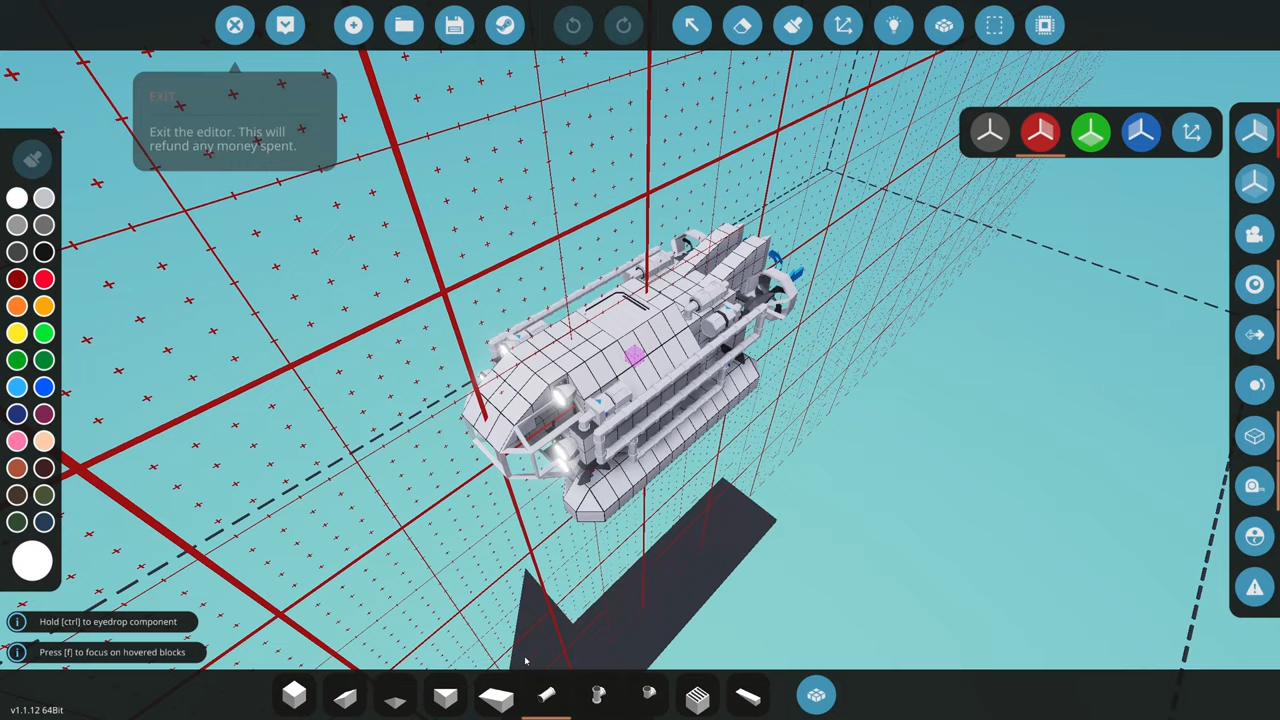 EXIT
Exit the editor. This will
refund any money spent.
Hold [ctrl] to eyedrop component
Press [f] to focus on hovered blocks
v1.1.12 64Bit